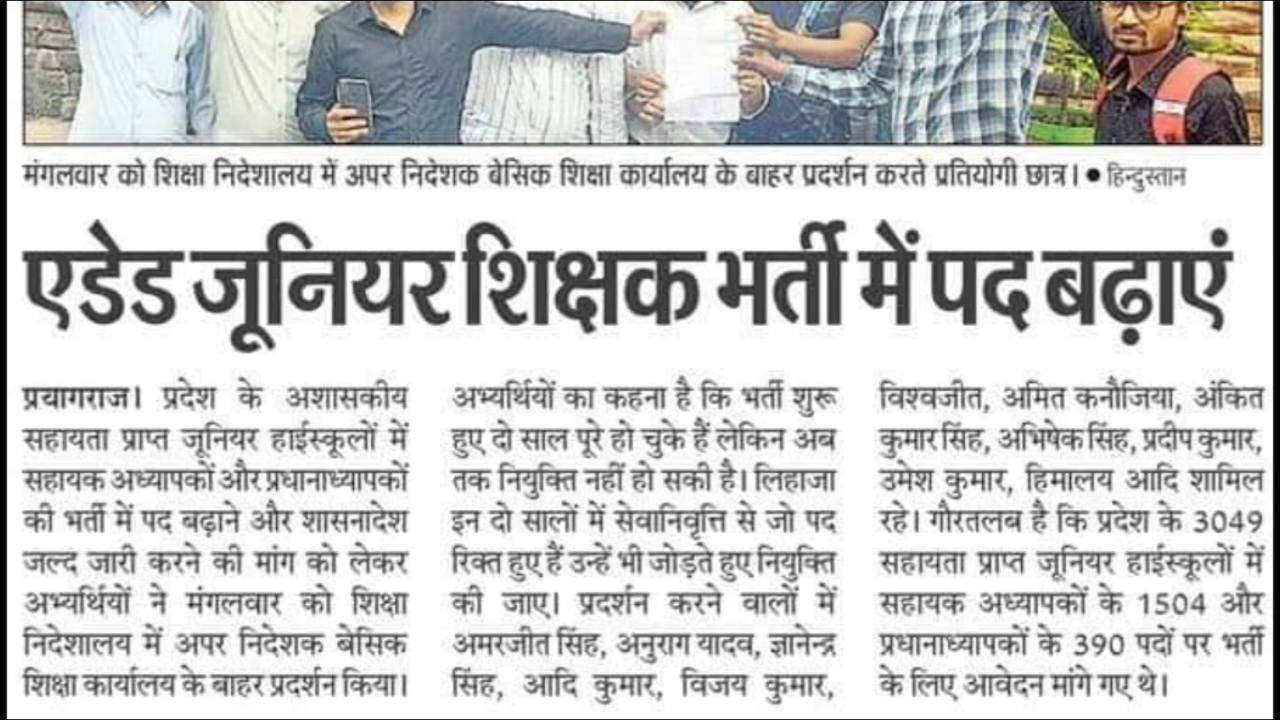 मंगलवार को शिक्षा निदेशालय में अपर निदेशक बेसिक शिक्षा कार्यालय के बाहर प्रदर्शन करते प्रतियोगी छात्र। ● हिन्दुस्तान
एडेड जूनियर शिक्षक भर्ती में पद बढ़ाएं
प्रयागराज। प्रदेश के अशासकीय
सहायता प्राप्त जूनियर हाईस्कूलों में
सहायक अध्यापकों और प्रधानाध्यापकों
की भर्ती में पद बढ़ाने और शासनादेश
जल्द जारी करने की मांग को लेकर
अभ्यर्थियों ने मंगलवार को शिक्षा
निदेशालय में अपर निदेशक बेसिक
शिक्षा कार्यालय के बाहर प्रदर्शन किया।
अभ्यर्थियों का कहना है कि भर्ती शुरू
हुए दो साल पूरे हो चुके हैं लेकिन अब
तक नियुक्ति नहीं हो सकी है। लिहाजा
इन दो सालों में सेवानिवृत्ति से जो पद
रिक्त हुए हैं उन्हें भी जोड़ते हुए नियुक्ति
की जाए। प्रदर्शन करने वालों में
अमरजीत सिंह, अनुराग यादव, ज्ञानेन्द्र
सिंह, आदि कुमार, विजय कुमार,
विश्वजीत, अमित कनौजिया, अंकित
कुमार सिंह, अभिषेक सिंह, प्रदीप कुमार,
उमेश कुमार, हिमालय आदि शामिल
रहे। गौरतलब है कि प्रदेश के 3049
सहायता प्राप्त जूनियर हाईस्कूलों में
सहायक अध्यापकों के 1504 और
प्रधानाध्यापकों के 390 पदों पर भर्ती
के लिए आवेदन मांगे गए थे।